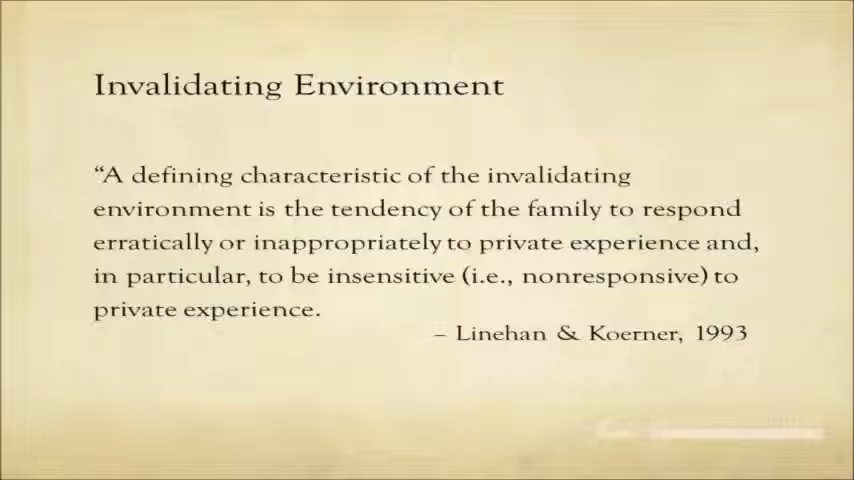 Invalidating Environment
“A defining characteristic of the invalidating
environment is the tendency of the family to respond
erratically or inappropriately to private experience and,
in particular, to be insensitive (i.e., nonresponsive) to
private experience.
– Linehan & Koerner, 1993